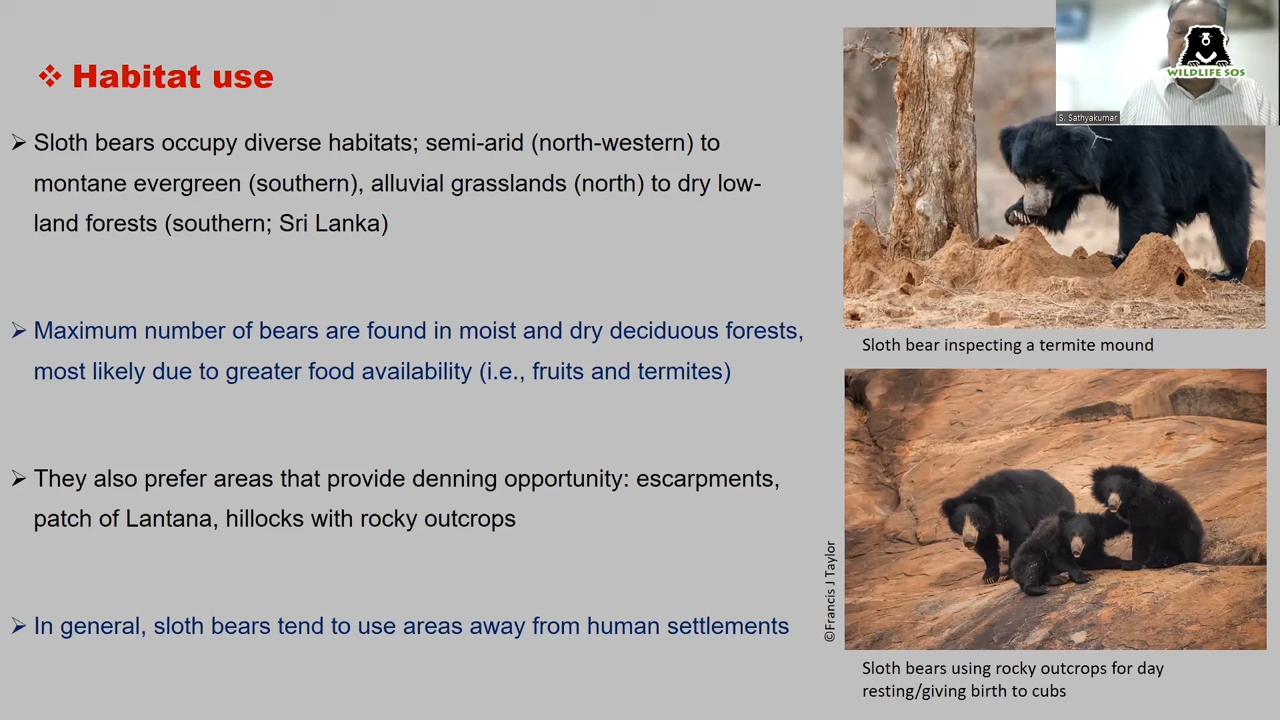 Habitat use
Sloth bears occupy diverse habitats; semi-arid (north-western) to
montane evergreen (southern), alluvial grasslands (north) to dry low-
land forests (southern; Sri Lanka)
Maximum number of bears are found in moist and dry deciduous forests,
most likely due to greater food availability (i.e., fruits and termites)
They also prefer areas that provide denning opportunity: escarpments,
patch of Lantana, hillocks with rocky outcrops
In general, sloth bears tend to use areas away from human settlements
WILDLIFE SOS
S. Sathyakumar
Sloth bear inspecting a termite mound
©Francis J Taylor
Sloth bears using rocky outcrops for day
resting/giving birth to cubs